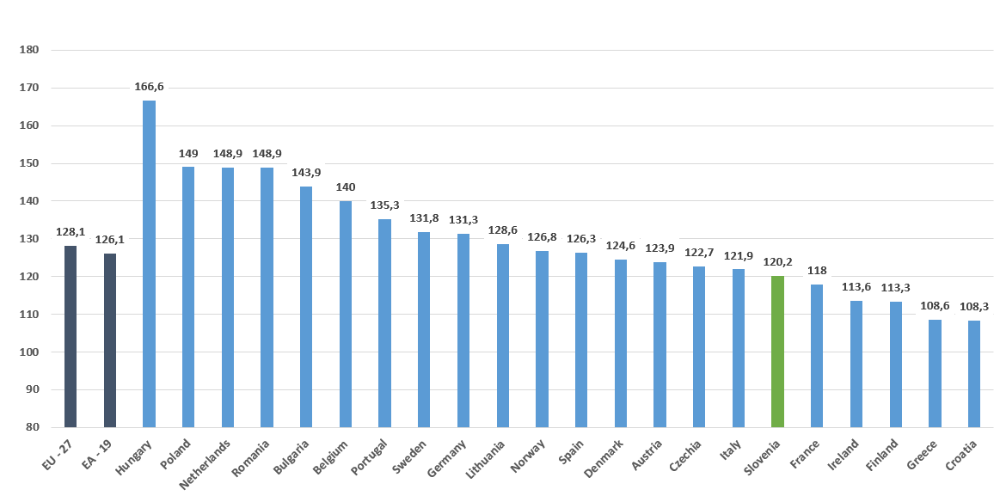 180
170
160
150
140
130
120
110
100
90
80
128,1
126,1
166,6
149
148,9
148,9
143,9
140
135,3
131,8
131,3
128,6
126,8
126,3
124,6
123,9
122,7
121,9
120,2
118
113,6
113,3
108,6
108,3
EU - 27
EA - 19
Hungary
Poland
Netherlands
Romania
Bulgaria
Belgium
Portugal
Sweden
Germany
Lithuania
Norway
Spain
Denmark
Austria
Czechia
Italy
Slovenia
France
Ireland
Finland
Greece
Croatia